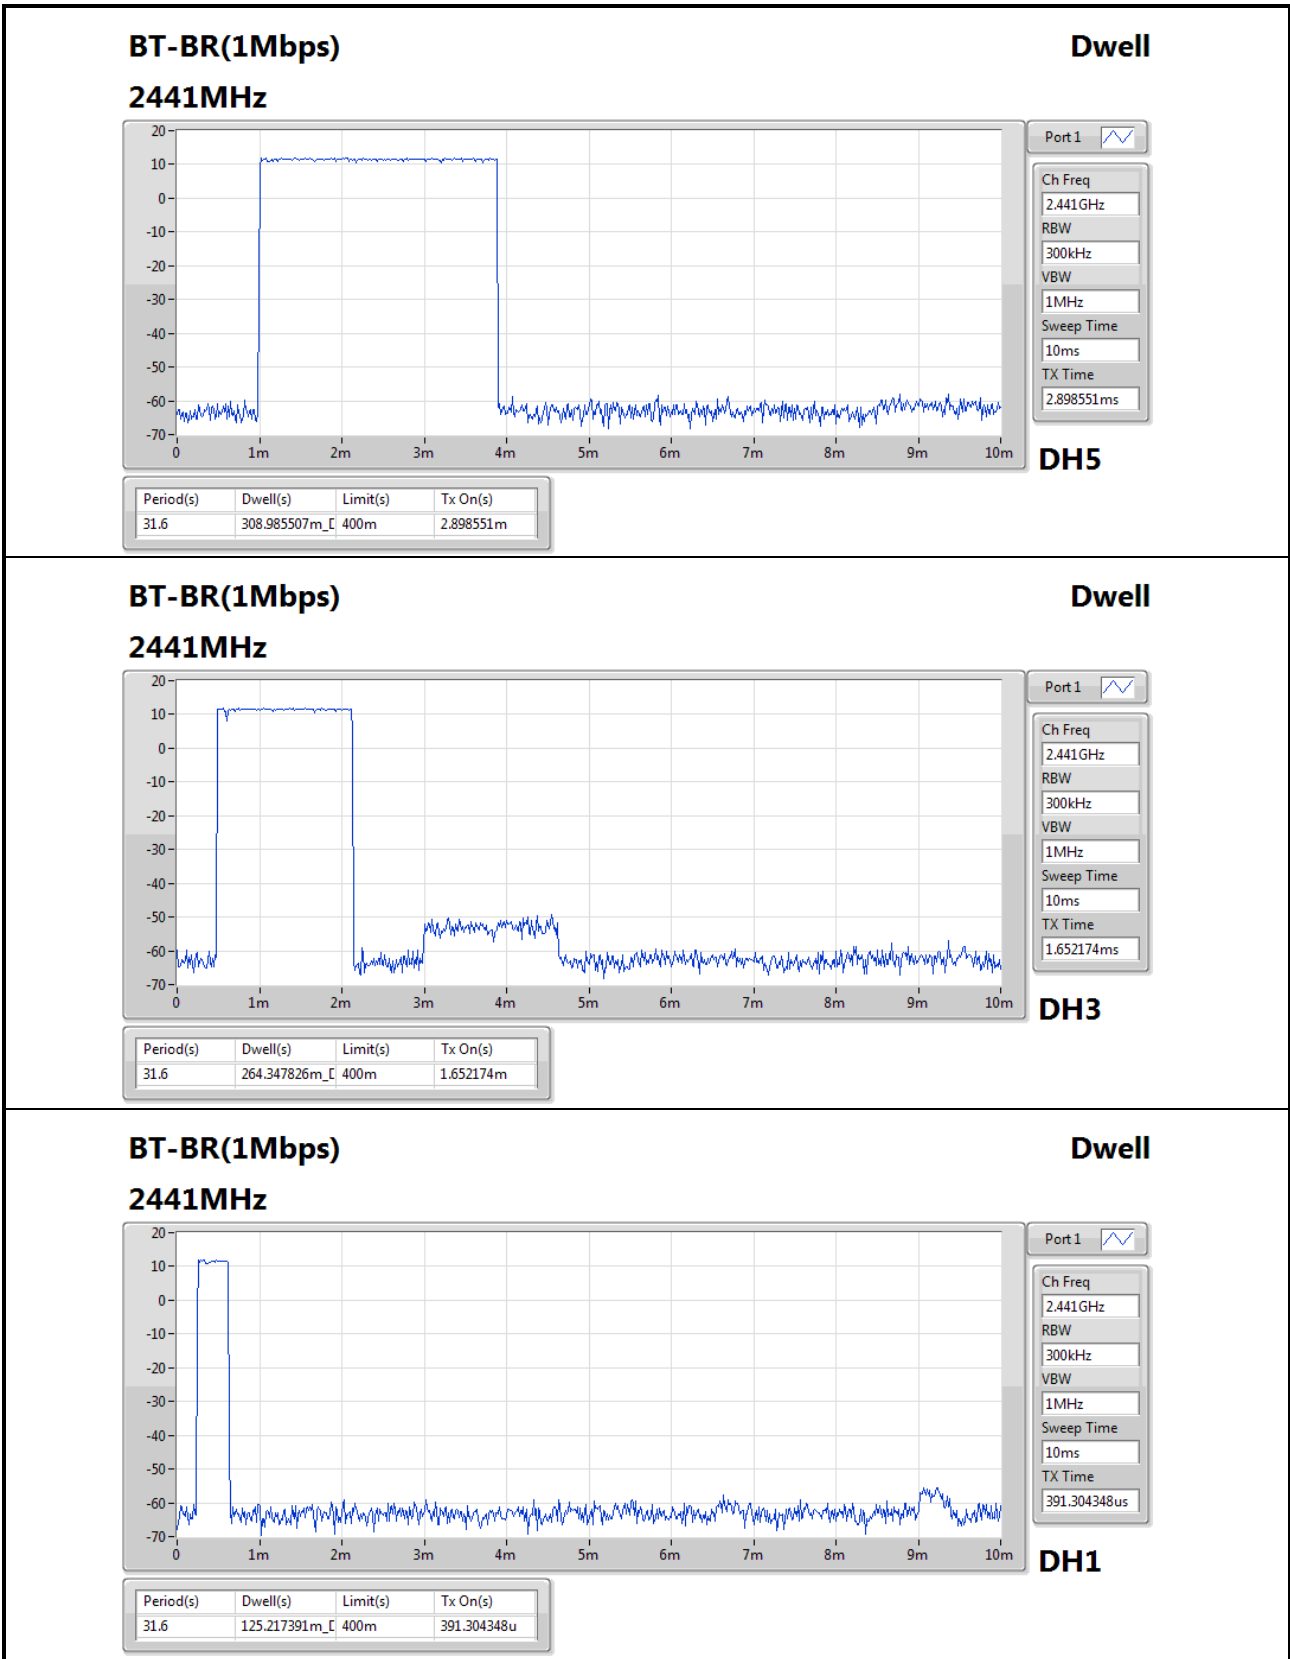 BT-BR(1Mbps) Dwell
2441MHz
20
10
0
-10
-20
-30
-40
-50
-60
-70
0 1m 2m 3m 4m 5m 6m 7m 8m 9m 10m
Port 1
Ch Freq
2.441GHz
RBW
300kHz
VBW
1MHz
Sweep Time
10ms
TX Time
2.898551ms
DH5
Period(s) Dwell(s) Limit(s) Tx On(s)
31.6 308.985507m_D 400m 2.898551m
BT-BR(1Mbps) Dwell
2441MHz
20
10
0
-10
-20
-30
-40
-50
-60
-70
0 1m 2m 3m 4m 5m 6m 7m 8m 9m 10m
Port 1
Ch Freq
2.441GHz
RBW
300kHz
VBW
1MHz
Sweep Time
10ms
TX Time
1.652174ms
DH3
Period(s) Dwell(s) Limit(s) Tx On(s)
31.6 264.347826m_D 400m 1.652174m
BT-BR(1Mbps) Dwell
2441MHz
20
10
0
-10
-20
-30
-40
-50
-60
-70
0 1m 2m 3m 4m 5m 6m 7m 8m 9m 10m
Port 1
Ch Freq
2.441GHz
RBW
300kHz
VBW
1MHz
Sweep Time
10ms
TX Time
391.304348us
DH1
Period(s) Dwell(s) Limit(s) Tx On(s)
31.6 125.217391m_D 400m 391.304348u